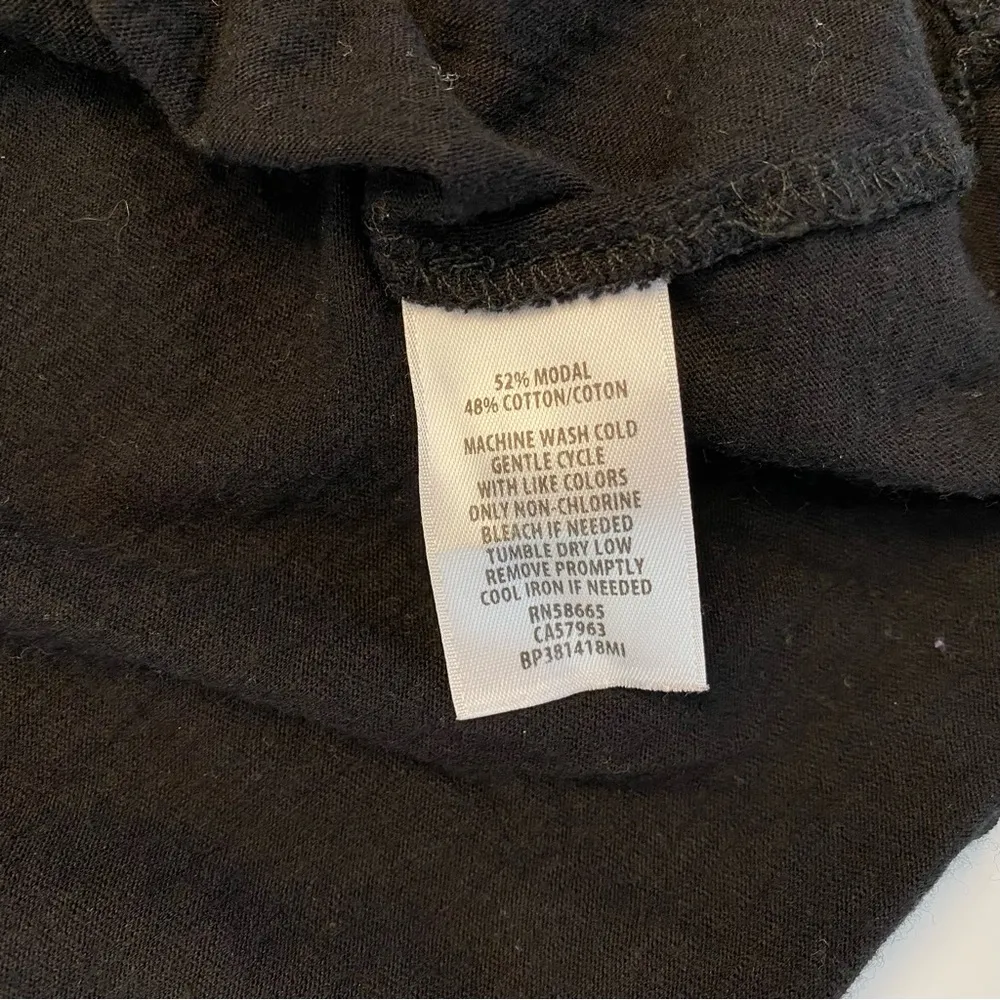 52% MODAL
48% COTTON/COTON
MACHINE WASH COLD
GENTLE CYCLE
WITH LIKE COLORS
ONLY NON-CHLORINE
BLEACH IF NEEDED
TUMBLE DRY LOW
REMOVE PROMPTLY
COOL IRON IF NEEDED
RN58665
CA57963
BP381418MI